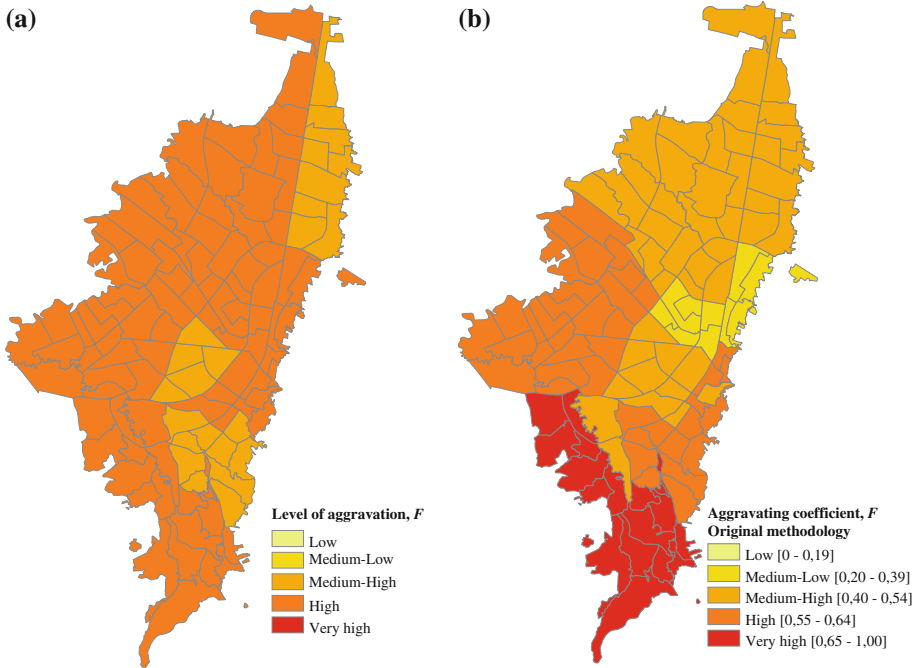 (a)
(b)
Level of aggravation, F
Low
Medium-Low
Medium-High
High
Very high
Aggravating coefficient, F
Original methodology
Low [0 - 0,19]
Medium-Low [0,20 - 0,39]
Medium-High [0,40 - 0,54]
High [0,55 - 0,64]
Very high [0,65 - 1,00]